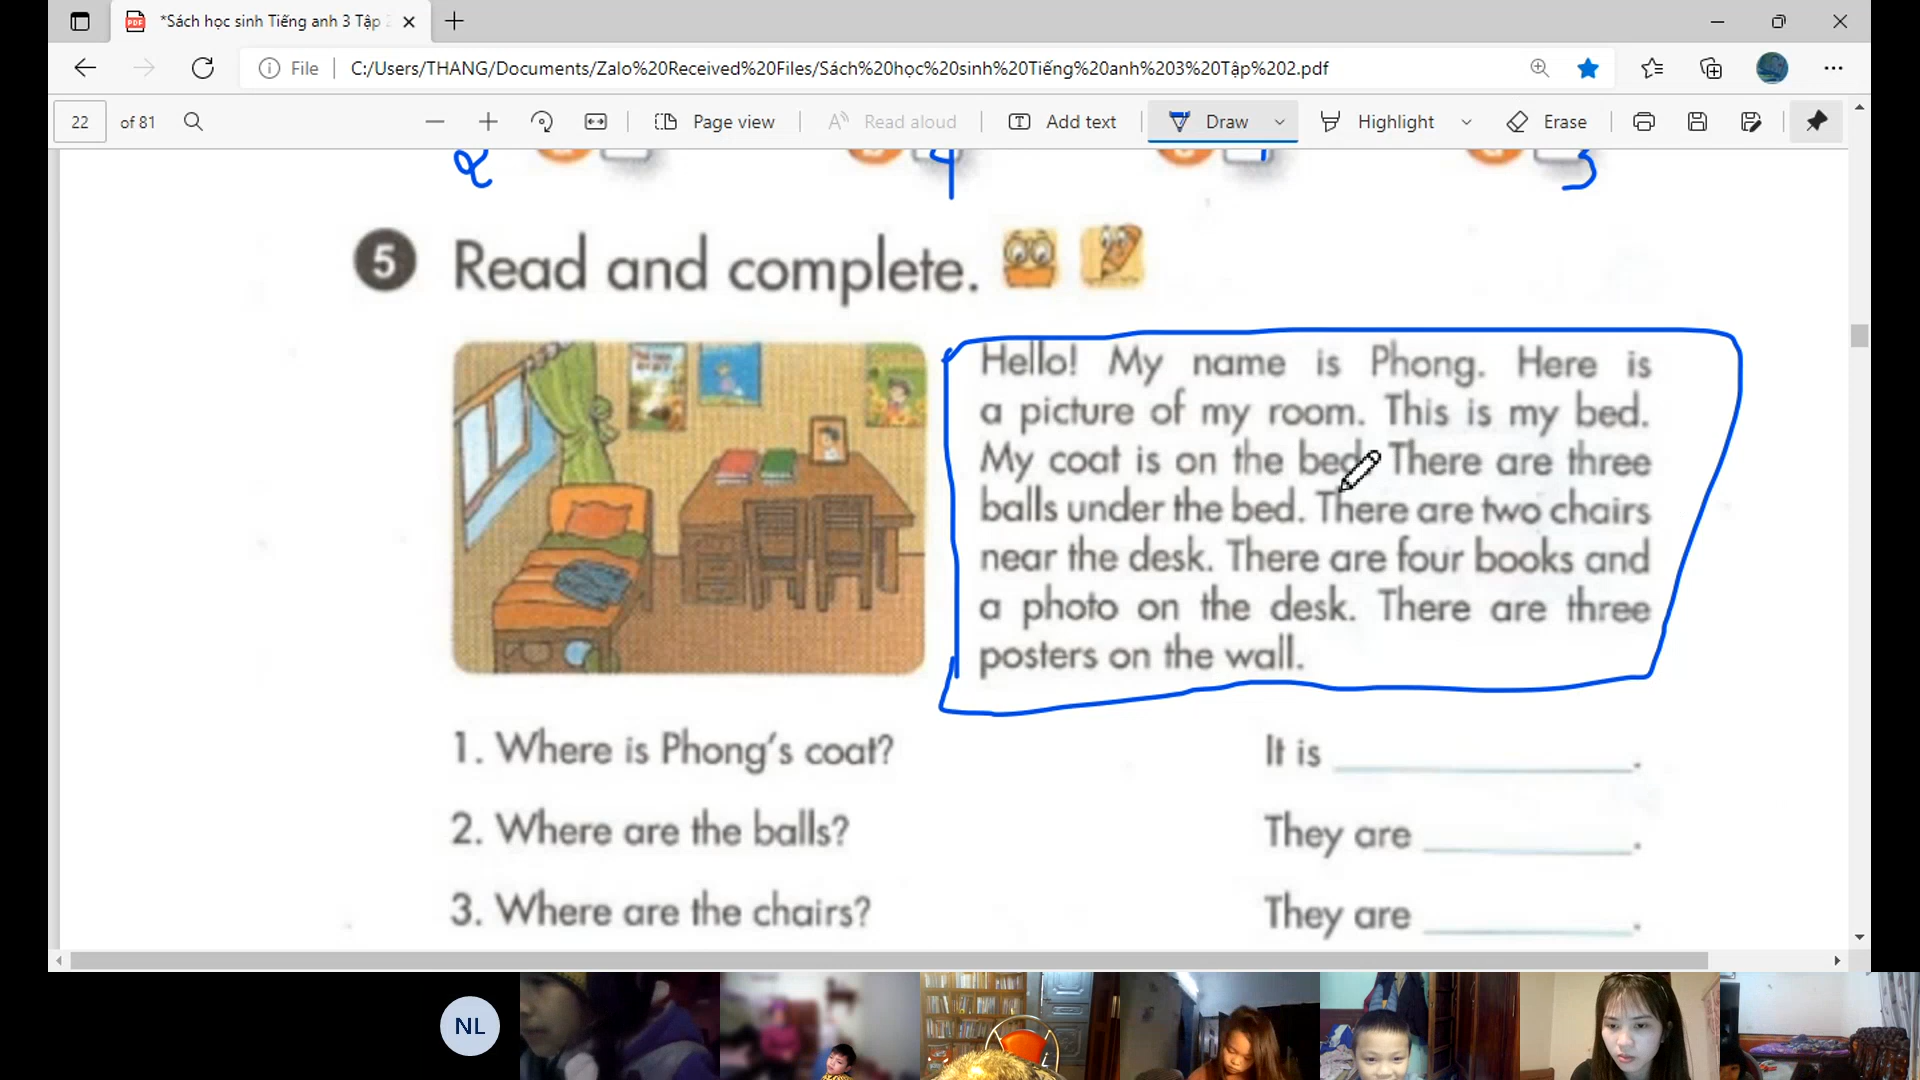 *Sách học sinh Tiếng anh 3 Tập 2
File
C:/Users/THANG/Documents/Zalo%20Received%20Files/Sách%20học%20sinh%20Tiếng%20anh%203%20Tập%202.pdf
22 of 81
Page view
Read aloud
Add text
Draw
Highlight
Erase
2 4 1 3
5 Read and complete.
Hello! My name is Phong. Here is
a picture of my room. This is my bed.
My coat is on the bed. There are three
balls under the bed. There are two chairs
near the desk. There are four books and
a photo on the desk. There are three
posters on the wall.
1. Where is Phong's coat? It is ____.
2. Where are the balls? They are ____.
3. Where are the chairs? They are ____.
NL